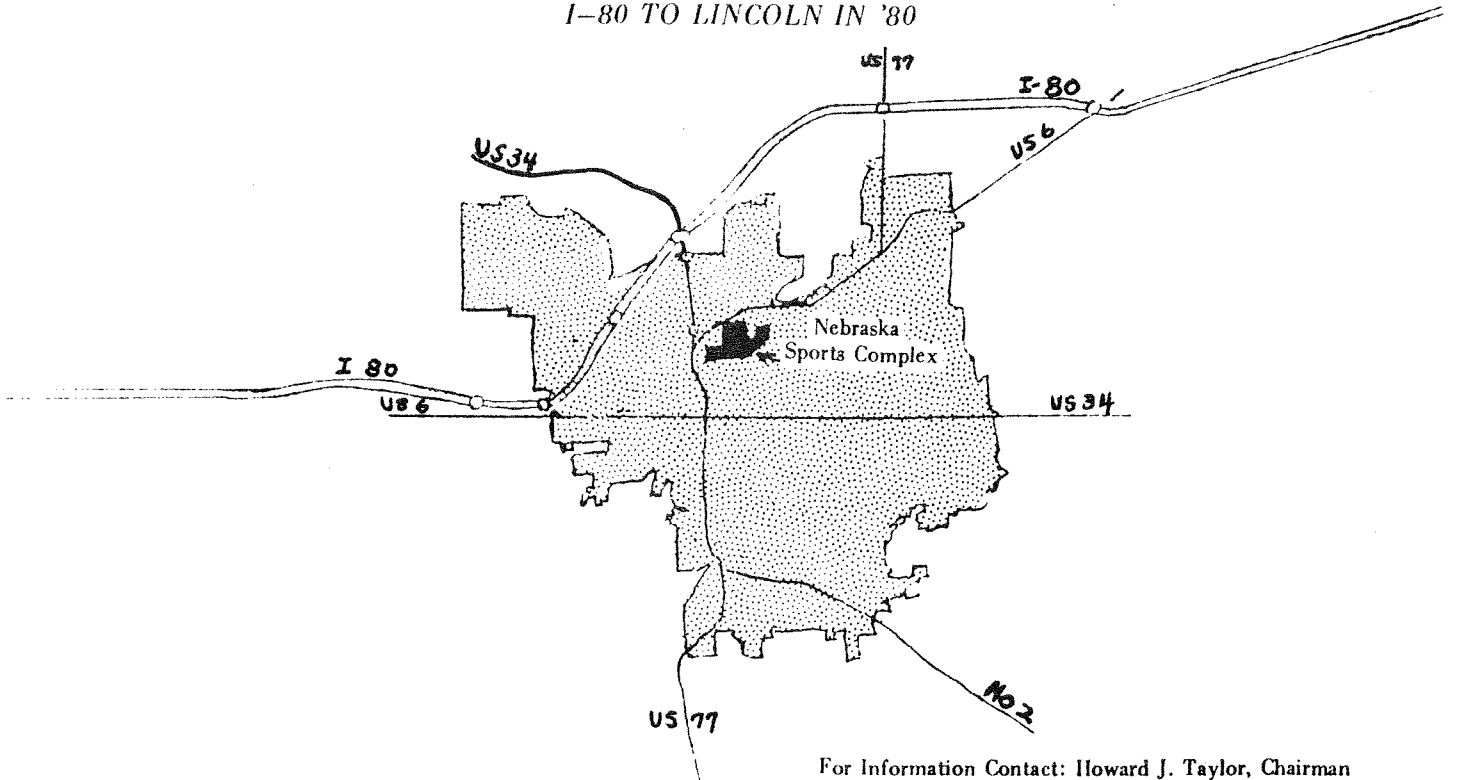 I–80 TO LINCOLN IN '80
US 77
I-80
US 6
US 34
Nebraska
Sports Complex
I 80
US 6
US 34
US 77
MO 2
For Information Contact: Howard J. Taylor, Chairman